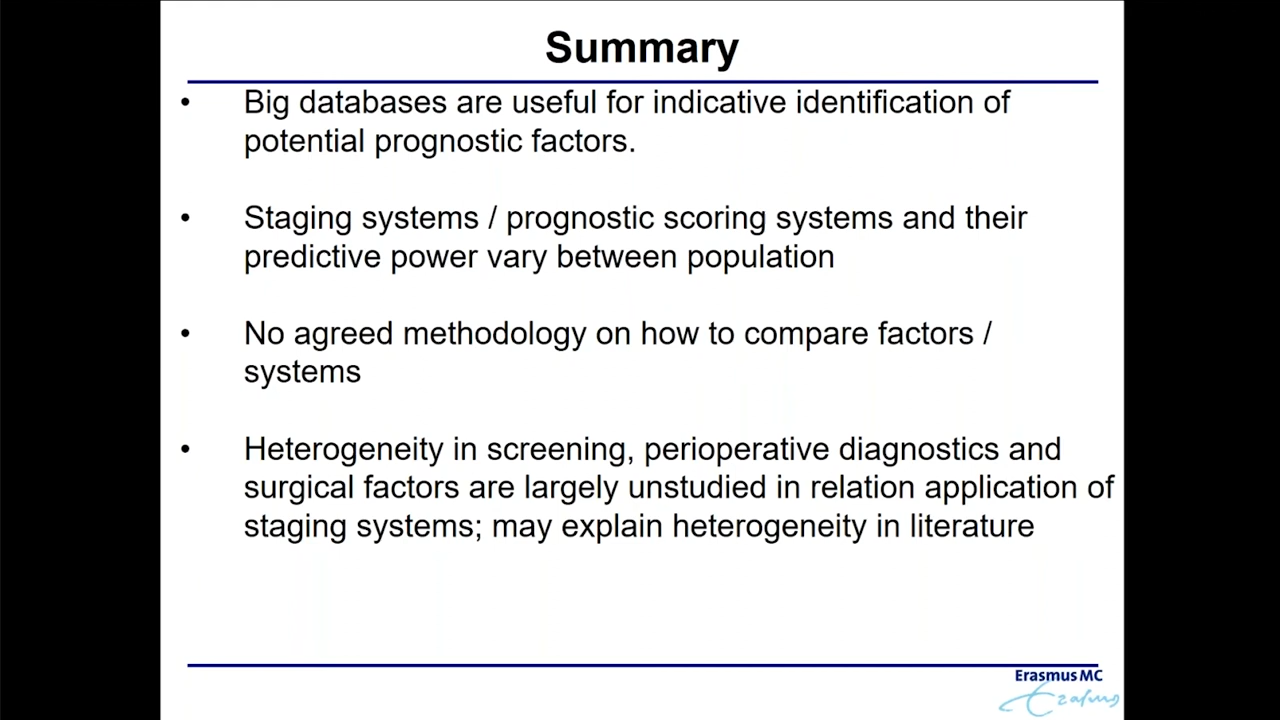 Summary
• Big databases are useful for indicative identification of
potential prognostic factors.
• Staging systems / prognostic scoring systems and their
predictive power vary between population
• No agreed methodology on how to compare factors /
systems
• Heterogeneity in screening, perioperative diagnostics and
surgical factors are largely unstudied in relation application of
staging systems; may explain heterogeneity in literature
Erasmus MC
Erasmus